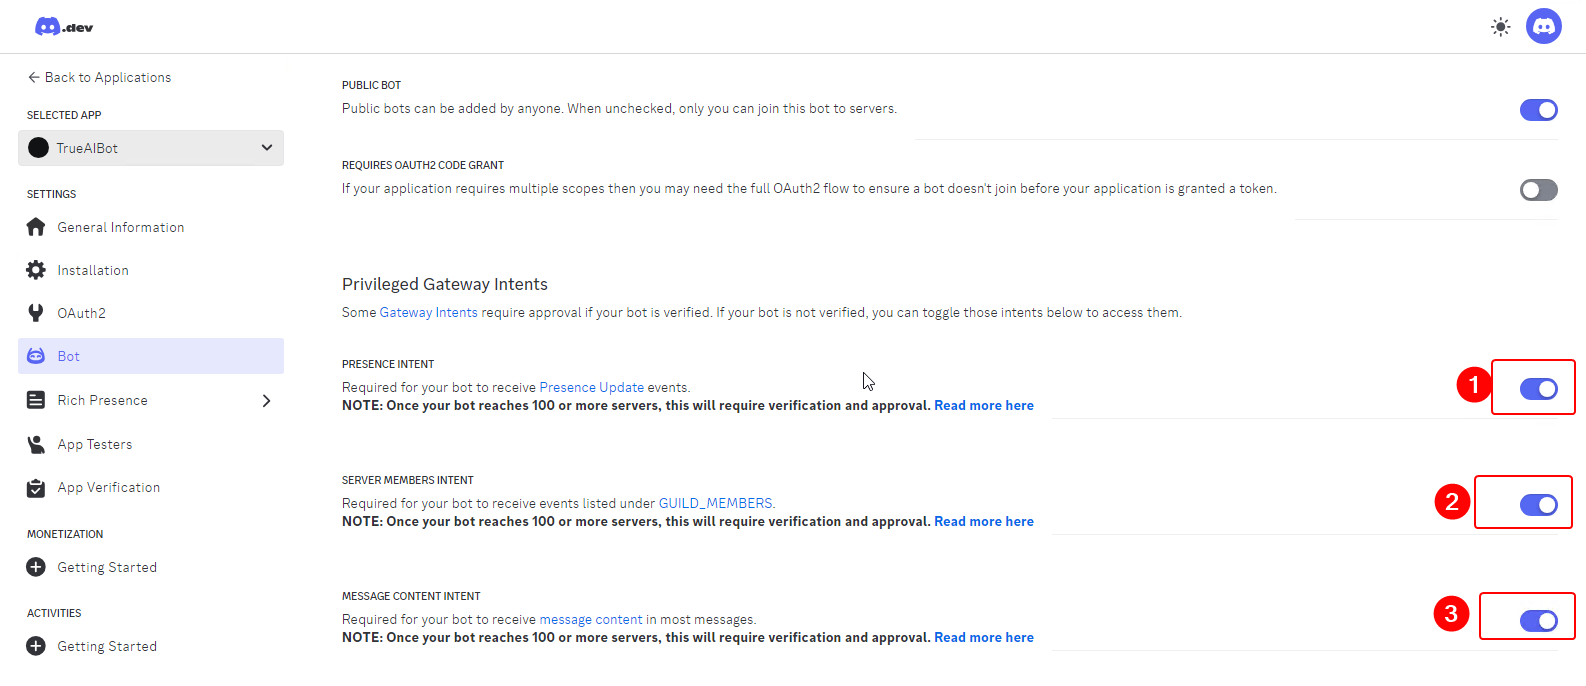 .dev
Back to Applications
SELECTED APP
TrueAIBot
SETTINGS
General Information
Installation
OAuth2
Bot
Rich Presence
App Testers
App Verification
MONETIZATION
Getting Started
ACTIVITIES
Getting Started
PUBLIC BOT
Public bots can be added by anyone. When unchecked, only you can join this bot to servers.
REQUIRES OAUTH2 CODE GRANT
If your application requires multiple scopes then you may need the full OAuth2 flow to ensure a bot doesn't join before your application is granted a token.
Privileged Gateway Intents
Some Gateway Intents require approval if your bot is verified. If your bot is not verified, you can toggle those intents below to access them.
PRESENCE INTENT
Required for your bot to receive Presence Update events.
NOTE: Once your bot reaches 100 or more servers, this will require verification and approval. Read more here
1
SERVER MEMBERS INTENT
Required for your bot to receive events listed under GUILD_MEMBERS.
NOTE: Once your bot reaches 100 or more servers, this will require verification and approval. Read more here
2
MESSAGE CONTENT INTENT
Required for your bot to receive message content in most messages.
NOTE: Once your bot reaches 100 or more servers, this will require verification and approval. Read more here
3